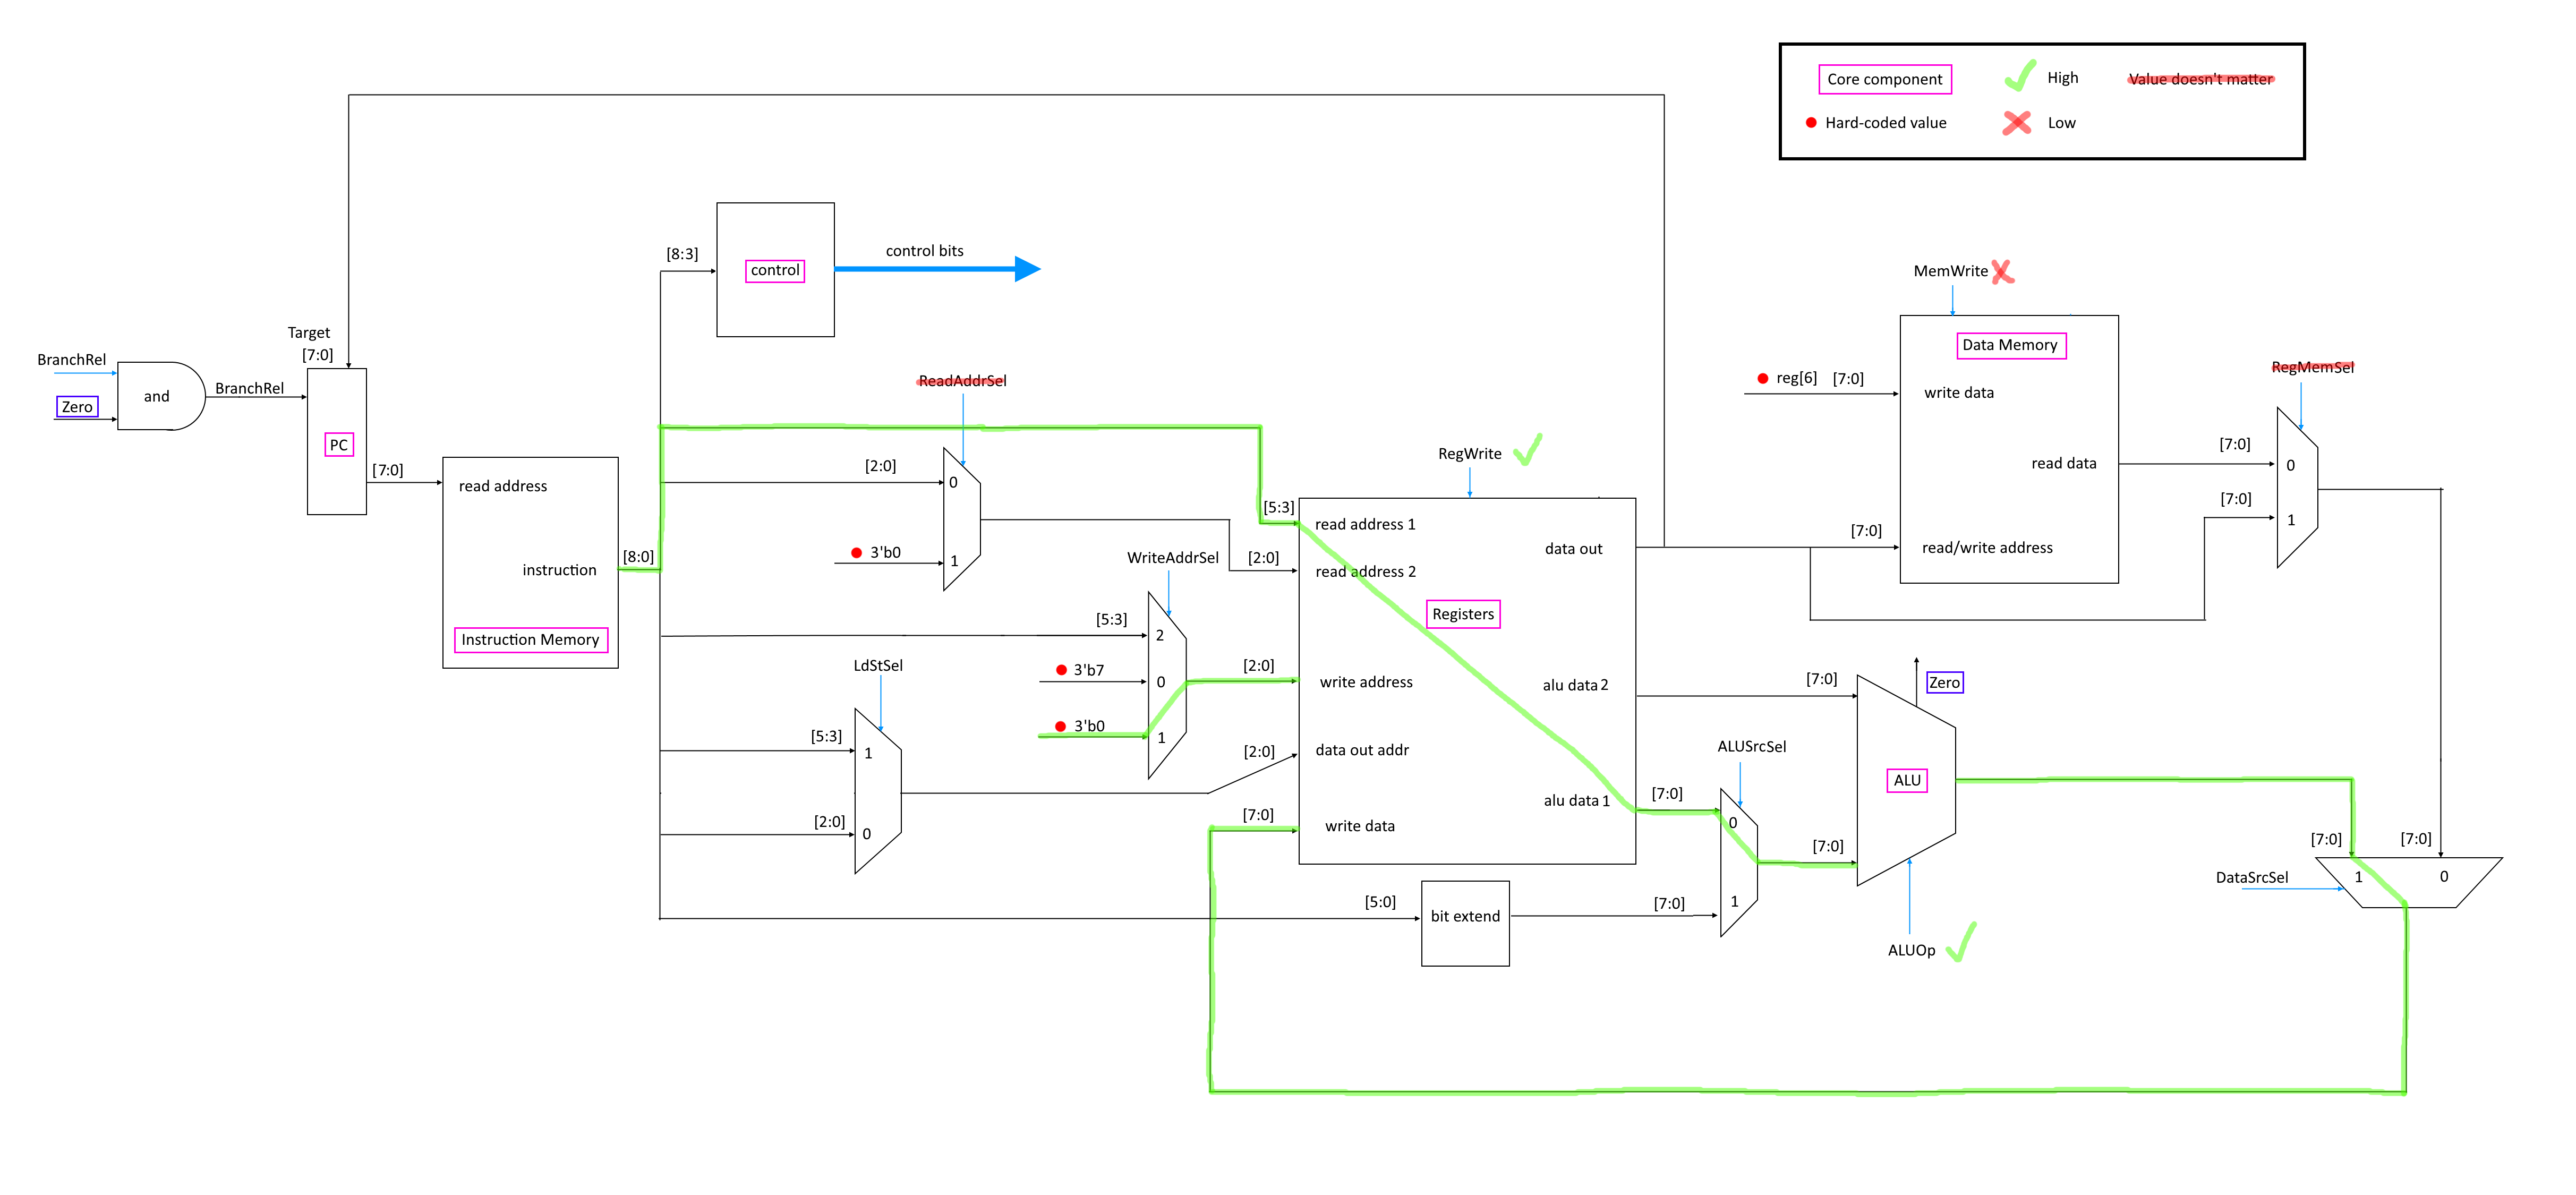 Core component
High
Value doesn't matter
Hard-coded value
Low
[8:3]
control
control bits
MemWrite
Data Memory
Target
[7:0]
BranchRel
and
BranchRel
Zero
PC
[7:0]
ReadAddrSel
reg[6] [7:0]
write data
RegMemSel
read address
instruction
Instruction Memory
[8:0]
[2:0]
0
3'b0
1
RegWrite
[5:3]
read address 1
[2:0]
read address 2
data out
Registers
[7:0]
read/write address
read data
[7:0]
0
[7:0]
1
WriteAddrSel
[5:3]
2
3'b7
0
3'b0
1
[2:0]
write address
alu data 2
[7:0]
Zero
LdStSel
[5:3]
1
[2:0]
0
[2:0]
data out addr
[7:0]
write data
alu data 1
[7:0]
ALUSrcSel
0
1
[7:0]
ALU
ALUOp
[5:0]
bit extend
[7:0]
[7:0]
[7:0]
DataSrcSel
1
0